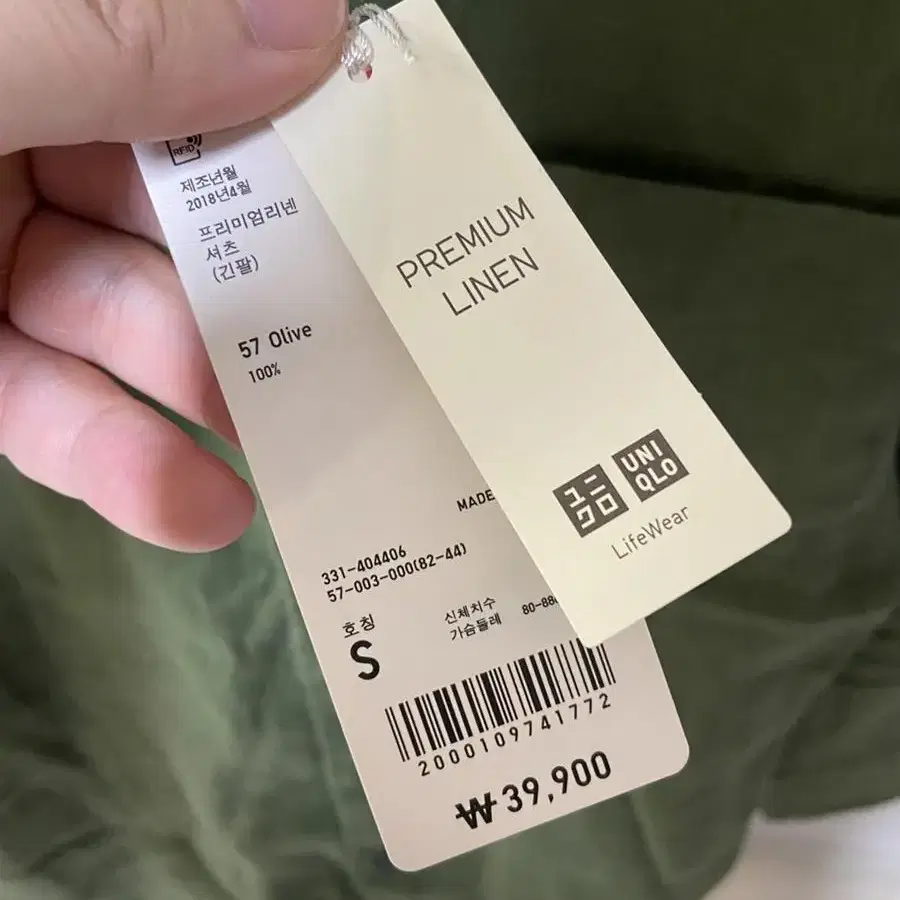 RFID
제조년월
2018년4월
프리미엄리넨
셔츠
(긴팔)
57 Olive
100%
MADE
331-404406
57-003-000(82-44)
호칭
S
신체치수
가슴둘레
2000109741772
₩39,900
PREMIUM
LINEN
ユニ
クロ
UNI
QLO
LifeWear